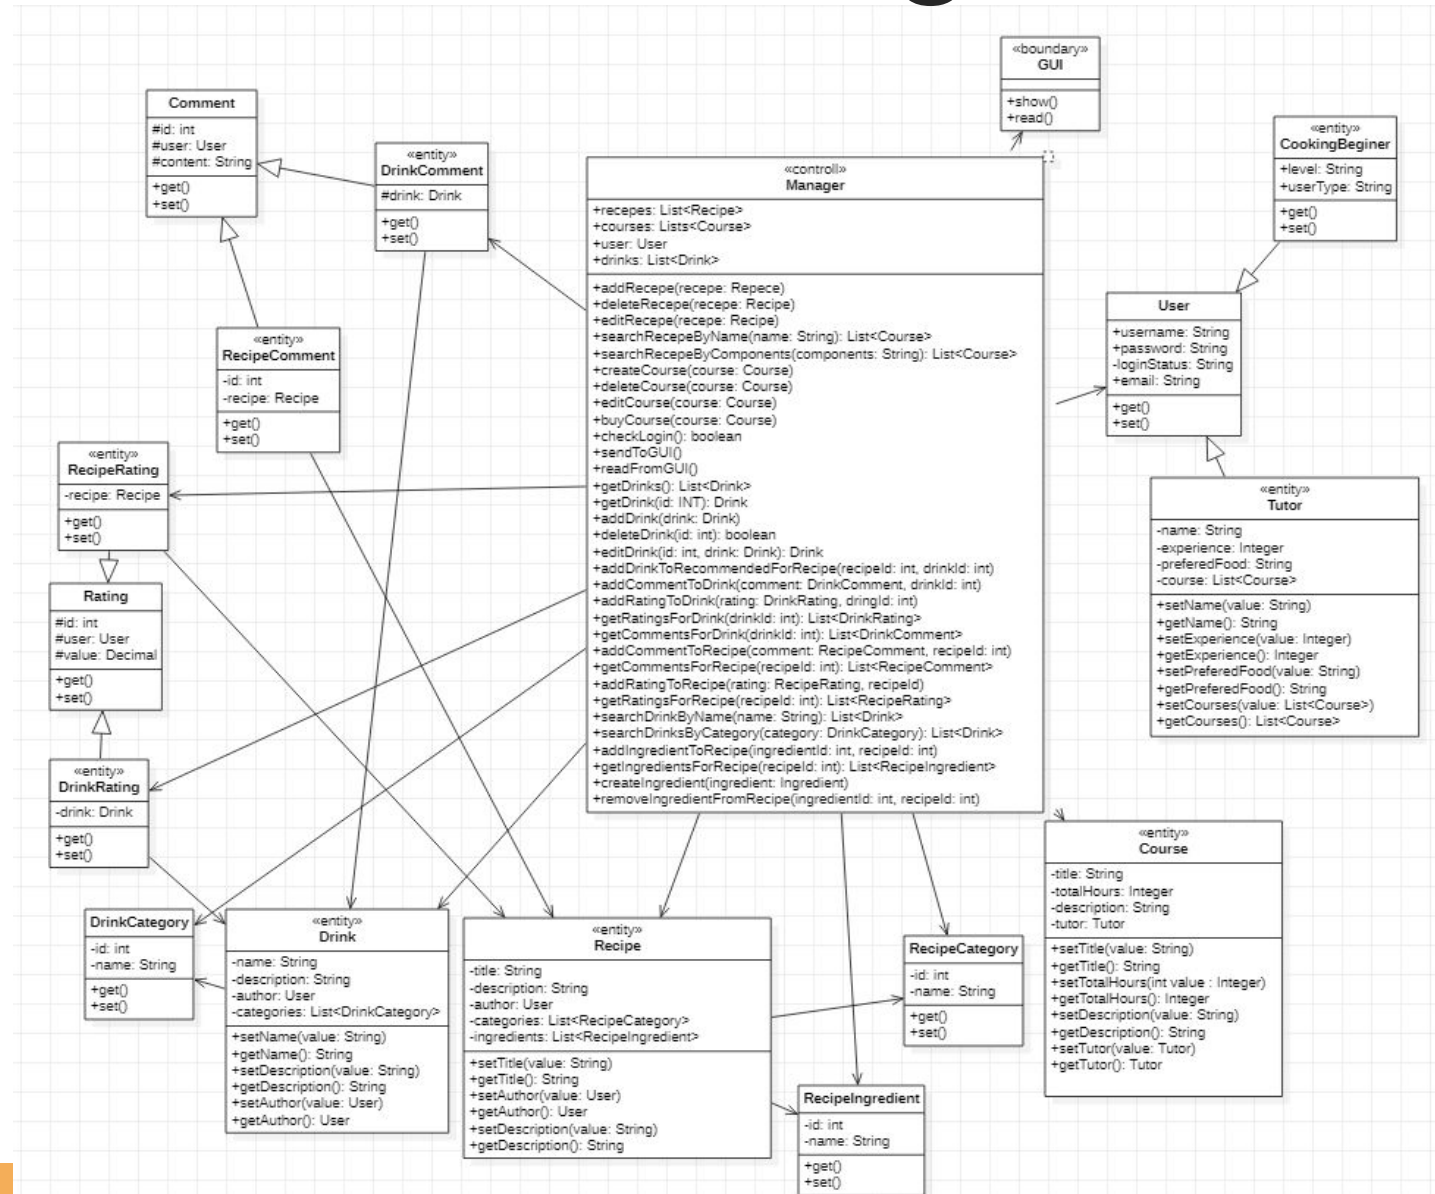 «boundary»
GUI
+show()
+read()
Comment
#id: int
#user: User
#content: String
+get()
+set()
«entity»
DrinkComment
#drink: Drink
+get()
+set()
«controll»
Manager
+recepes: List<Recipe>
+courses: Lists<Course>
+user: User
+drinks: List<Drink>
+addRecepe(recepe: Repece)
+deleteRecepe(recepe: Recipe)
+editRecepe(recepe: Recipe)
+searchRecepeByName(name: String): List<Course>
+searchRecepeByComponents(components: String): List<Course>
+createCourse(course: Course)
+deleteCourse(course: Course)
+editCourse(course: Course)
+buyCourse(course: Course)
+checkLogin(): boolean
+sendToGUI()
+readFromGUI()
+getDrinks(): List<Drink>
+getDrink(id: INT): Drink
+addDrink(drink: Drink)
+deleteDrink(id: int): boolean
+editDrink(id: int, drink: Drink): Drink
+addDrinkToRecommendedForRecipe(recipeId: int, drinkId: int)
+addCommentToDrink(comment: DrinkComment, drinkId: int)
+addRatingToDrink(rating: DrinkRating, dringId: int)
+getRatingsForDrink(drinkId: int): List<DrinkRating>
+getCommentsForDrink(drinkId: int): List<DrinkComment>
+addCommentToRecipe(comment: RecipeComment, recipeId: int)
+getCommentsForRecipe(recipeId: int): List<RecipeComment>
+addRatingToRecipe(rating: RecipeRating, recipeId)
+getRatingsForRecipe(recipeId: int): List<RecipeRating>
+searchDrinkByName(name: String): List<Drink>
+searchDrinksByCategory(category: DrinkCategory): List<Drink>
+addIngredientToRecipe(ingredientId: int, recipeId: int)
+getIngredientsForRecipe(recipeId: int): List<RecipeIngredient>
+createIngredient(ingredient: Ingredient)
+removeIngredientFromRecipe(ingredientId: int, recipeId: int)
«entity»
CookingBeginer
+level: String
+userType: String
+get()
+set()
User
+username: String
+password: String
-loginStatus: String
+email: String
+get()
+set()
«entity»
RecipeComment
-id: int
-recipe: Recipe
+get()
+set()
«entity»
RecipeRating
-recipe: Recipe
+get()
+set()
«entity»
Tutor
-name: String
-experience: Integer
-preferedFood: String
-course: List<Course>
+setName(value: String)
+getName(): String
+setExperience(value: Integer)
+getExperience(): Integer
+setPreferedFood(value: String)
+getPreferedFood(): String
+setCourses(value: List<Course>)
+getCourses(): List<Course>
Rating
#id: int
#user: User
#value: Decimal
+get()
+set()
«entity»
DrinkRating
-drink: Drink
+get()
+set()
DrinkCategory
-id: int
-name: String
+get()
+set()
«entity»
Drink
-name: String
-description: String
-author: User
-categories: List<DrinkCategory>
+setName(value: String)
+getName(): String
+setDescription(value: String)
+getDescription(): String
+setAuthor(value: User)
+getAuthor(): User
«entity»
Recipe
-title: String
-description: String
-author: User
-categories: List<RecipeCategory>
-ingredients: List<RecipeIngredient>
+setTitle(value: String)
+getTitle(): String
+setAuthor(value: User)
+getAuthor(): User
+setDescription(value: String)
+getDescription(): String
RecipeCategory
-id: int
-name: String
+get()
+set()
RecipeIngredient
-id: int
-name: String
+get()
+set()
«entity»
Course
-title: String
-totalHours: Integer
-description: String
-tutor: Tutor
+setTitle(value: String)
+getTitle(): String
+setTotalHours(int value : Integer)
+getTotalHours(): Integer
+setDescription(value: String)
+getDescription(): String
+setTutor(value: Tutor)
+getTutor(): Tutor